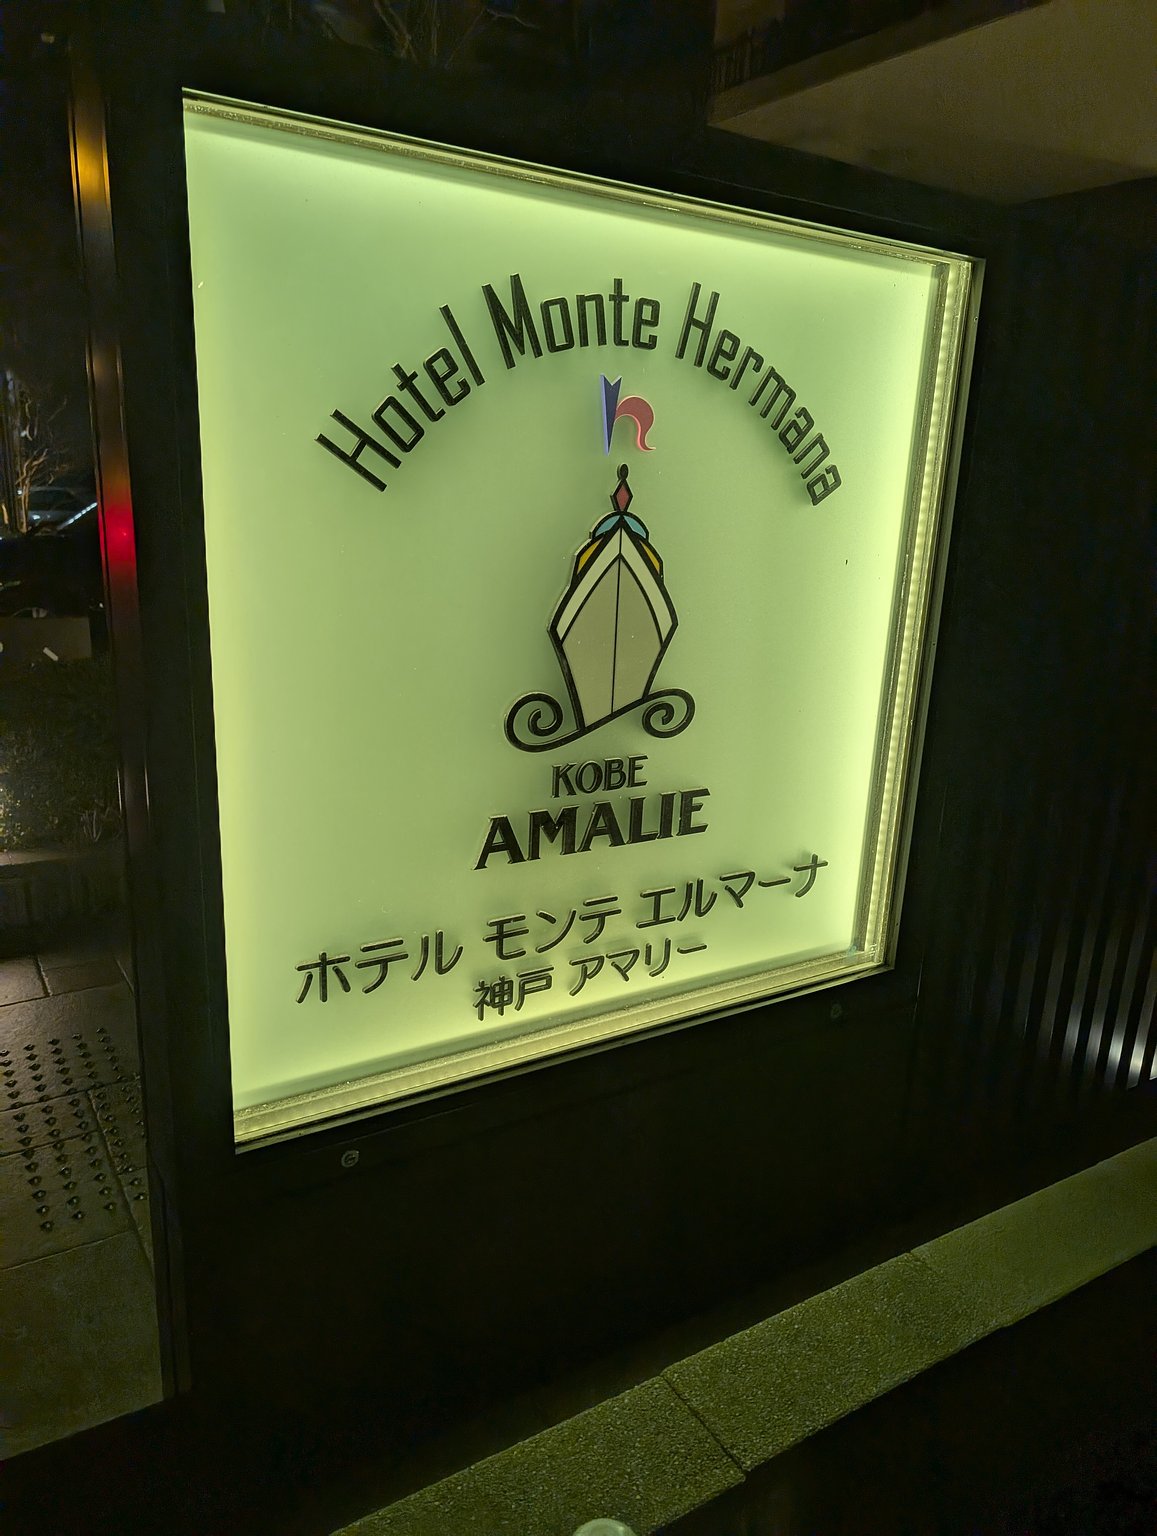 Hotel Monte Hermana
h
KOBE
AMALIE
ホテル モンテ エルマーナ
神戸 アマリー